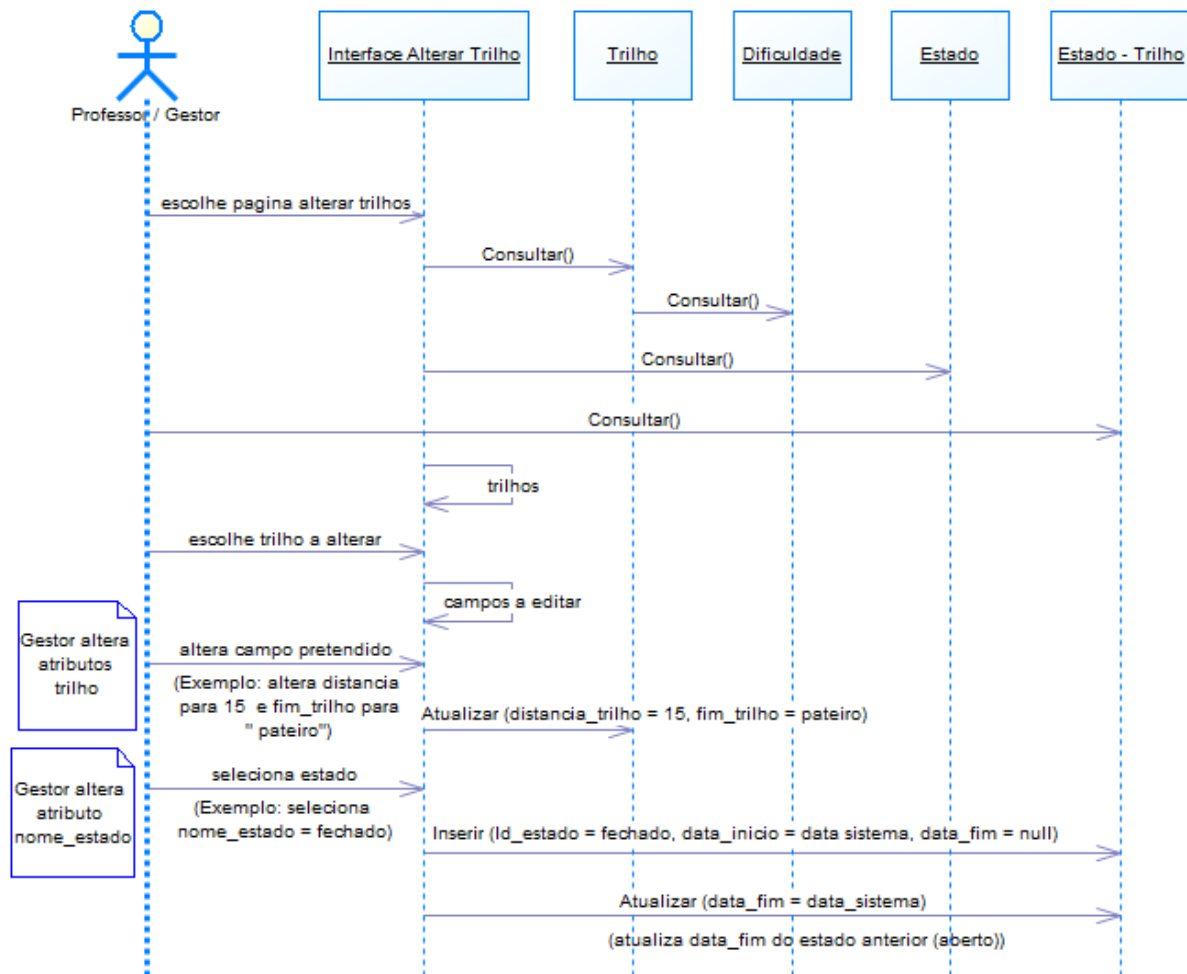 Professor / Gestor
Interface Alterar Trilho
Trilho
Dificuldade
Estado
Estado - Trilho
escolhe pagina alterar trilhos
Consultar()
Consultar()
Consultar()
Consultar()
trilhos
escolhe trilho a alterar
campos a editar
Gestor altera
atributos
trilho
altera campo pretendido
(Exemplo: altera distancia
para 15 e fim_trilho para
" pateiro")
Atualizar (distancia_trilho = 15, fim_trilho = pateiro)
Gestor altera
atributo
nome_estado
seleciona estado
(Exemplo: seleciona
nome_estado = fechado)
Inserir (Id_estado = fechado, data_inicio = data sistema, data_fim = null)
Atualizar (data_fim = data_sistema)
(atualiza data_fim do estado anterior (aberto))